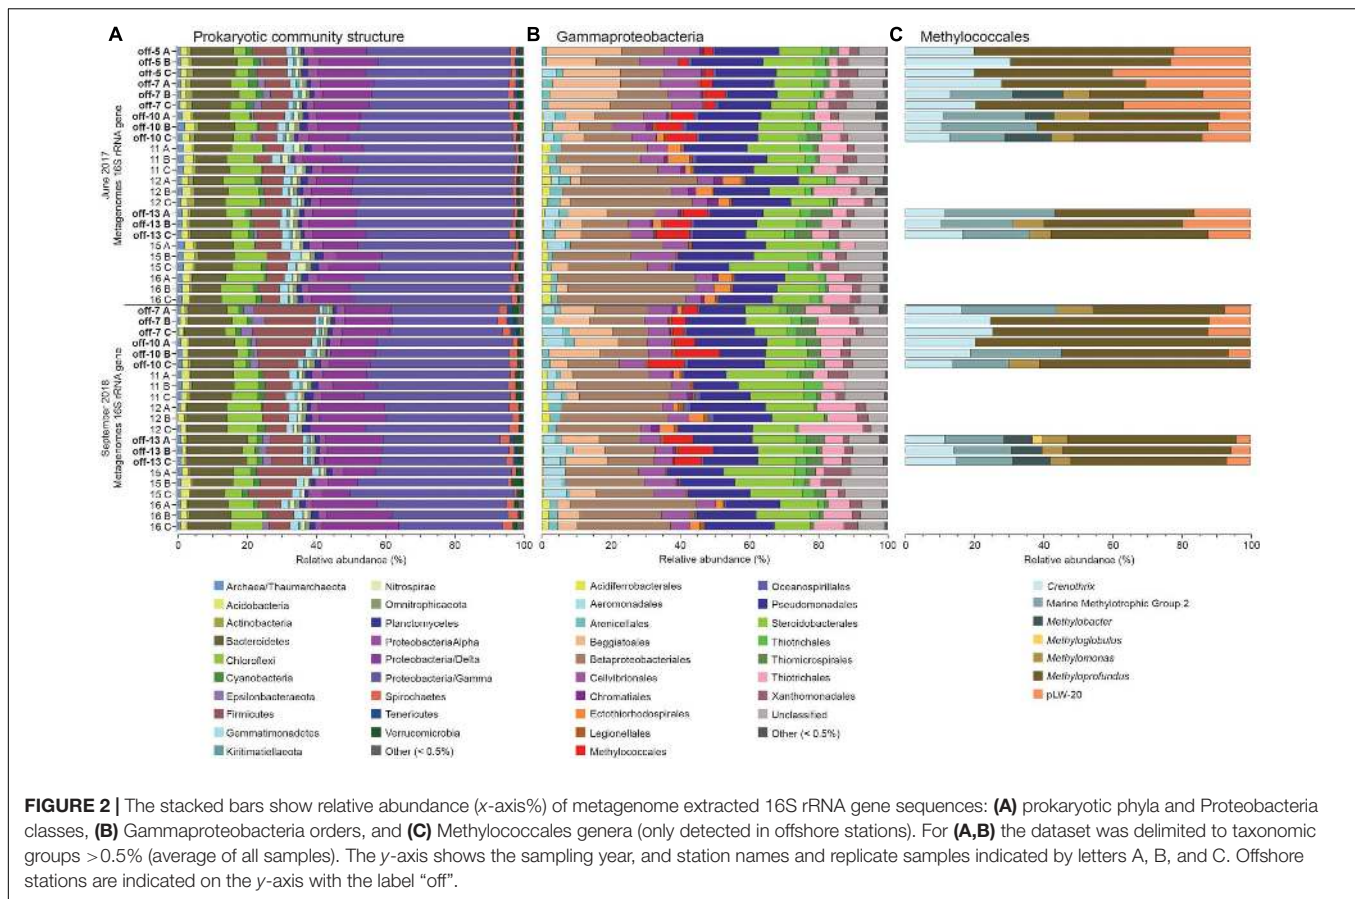 A Prokaryotic community structure
B Gammaproteobacteria
C Methylococcales
June 2017
Metagenomes 16S rRNA gene
off-5 A
off-5 B
off-5 C
off-7 A
off-7 B
off-7 C
off-10 A
off-10 B
off-10 C
11 A
11 B
11 C
12 A
12 B
12 C
off-13 A
off-13 B
off-13 C
15 A
15 B
15 C
16 A
16 B
16 C
September 2018
Metagenomes 16S rRNA gene
off-7 A
off-7 B
off-7 C
off-10 A
off-10 B
off-10 C
11 A
11 B
11 C
12 A
12 B
12 C
off-13 A
off-13 B
off-13 C
15 A
15 B
15 C
16 A
16 B
16 C
0 20 40 60 80 100
Relative abundance (%)
0 20 40 60 80 100
Relative abundance (%)
0 20 40 60 80 100
Relative abundance (%)
Archaea/Thaumarchaeota
Acidobacteria
Actinobacteria
Bacteroidetes
Chloroflexi
Cyanobacteria
Epsilonbacteraeota
Firmicutes
Gemmatimonadetes
Kiritimatiellaeota
Nitrospirae
Omnitrophicaeota
Planctomycetes
ProteobacteriaAlpha
Proteobacteria/Delta
Proteobacteria/Gamma
Spirochaetes
Tenericutes
Verrucomicrobia
Other (< 0.5%)
Acidiferrobacterales
Aeromonadales
Arenicellales
Beggiatoales
Betaproteobacteriales
Cellvibrionales
Chromatiales
Ectothiorhodospirales
Legionellales
Methylococcales
Oceanospirillales
Pseudomonadales
Steroidobacterales
Thiotrichales
Thiomicrospirales
Thiotrichales
Xanthomonadales
Unclassified
Other (< 0.5%)
Crenothrix
Marine Methylotrophic Group 2
Methylobacter
Methyloglobulus
Methylomonas
Methyloprofundus
pLW-20
FIGURE 2 | The stacked bars show relative abundance (x-axis%) of metagenome extracted 16S rRNA gene sequences: (A) prokaryotic phyla and Proteobacteria
classes, (B) Gammaproteobacteria orders, and (C) Methylococcales genera (only detected in offshore stations). For (A,B) the dataset was delimited to taxonomic
groups >0.5% (average of all samples). The y-axis shows the sampling year, and station names and replicate samples indicated by letters A, B, and C. Offshore
stations are indicated on the y-axis with the label “off”.